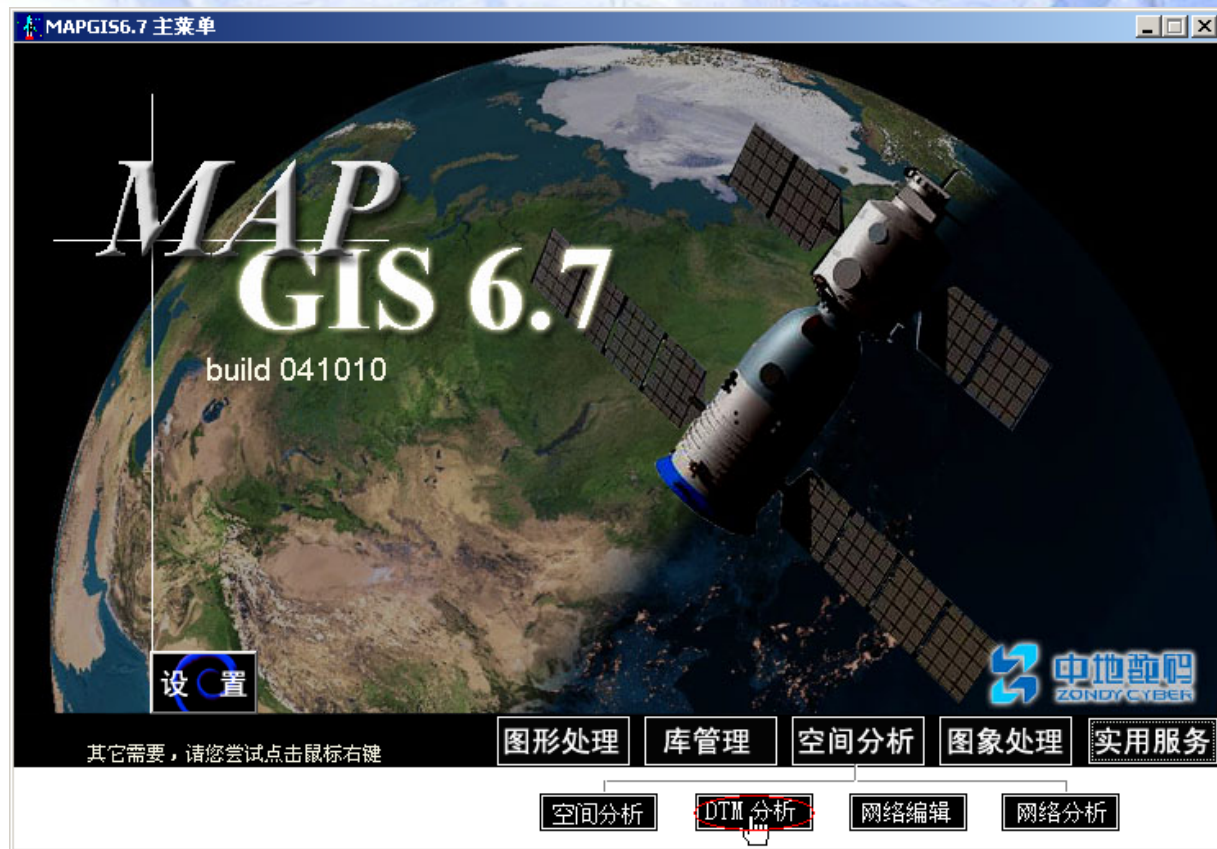 MAPGIS6.7 主菜单
MAP
GIS 6.7
build 041010
设置
中地数码
ZONDY CYBER
其它需要，请您尝试点击鼠标右键
图形处理 库管理 空间分析 图象处理 实用服务
空间分析 DTM 分析 网络编辑 网络分析